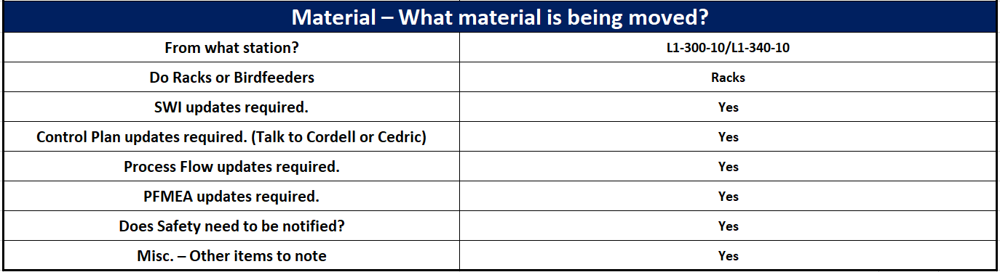 Material – What material is being moved?
From what station? L1-300-10/L1-340-10
Do Racks or Birdfeeders Racks
SWI updates required. Yes
Control Plan updates required. (Talk to Cordell or Cedric) Yes
Process Flow updates required. Yes
PFMEA updates required. Yes
Does Safety need to be notified? Yes
Misc. – Other items to note Yes